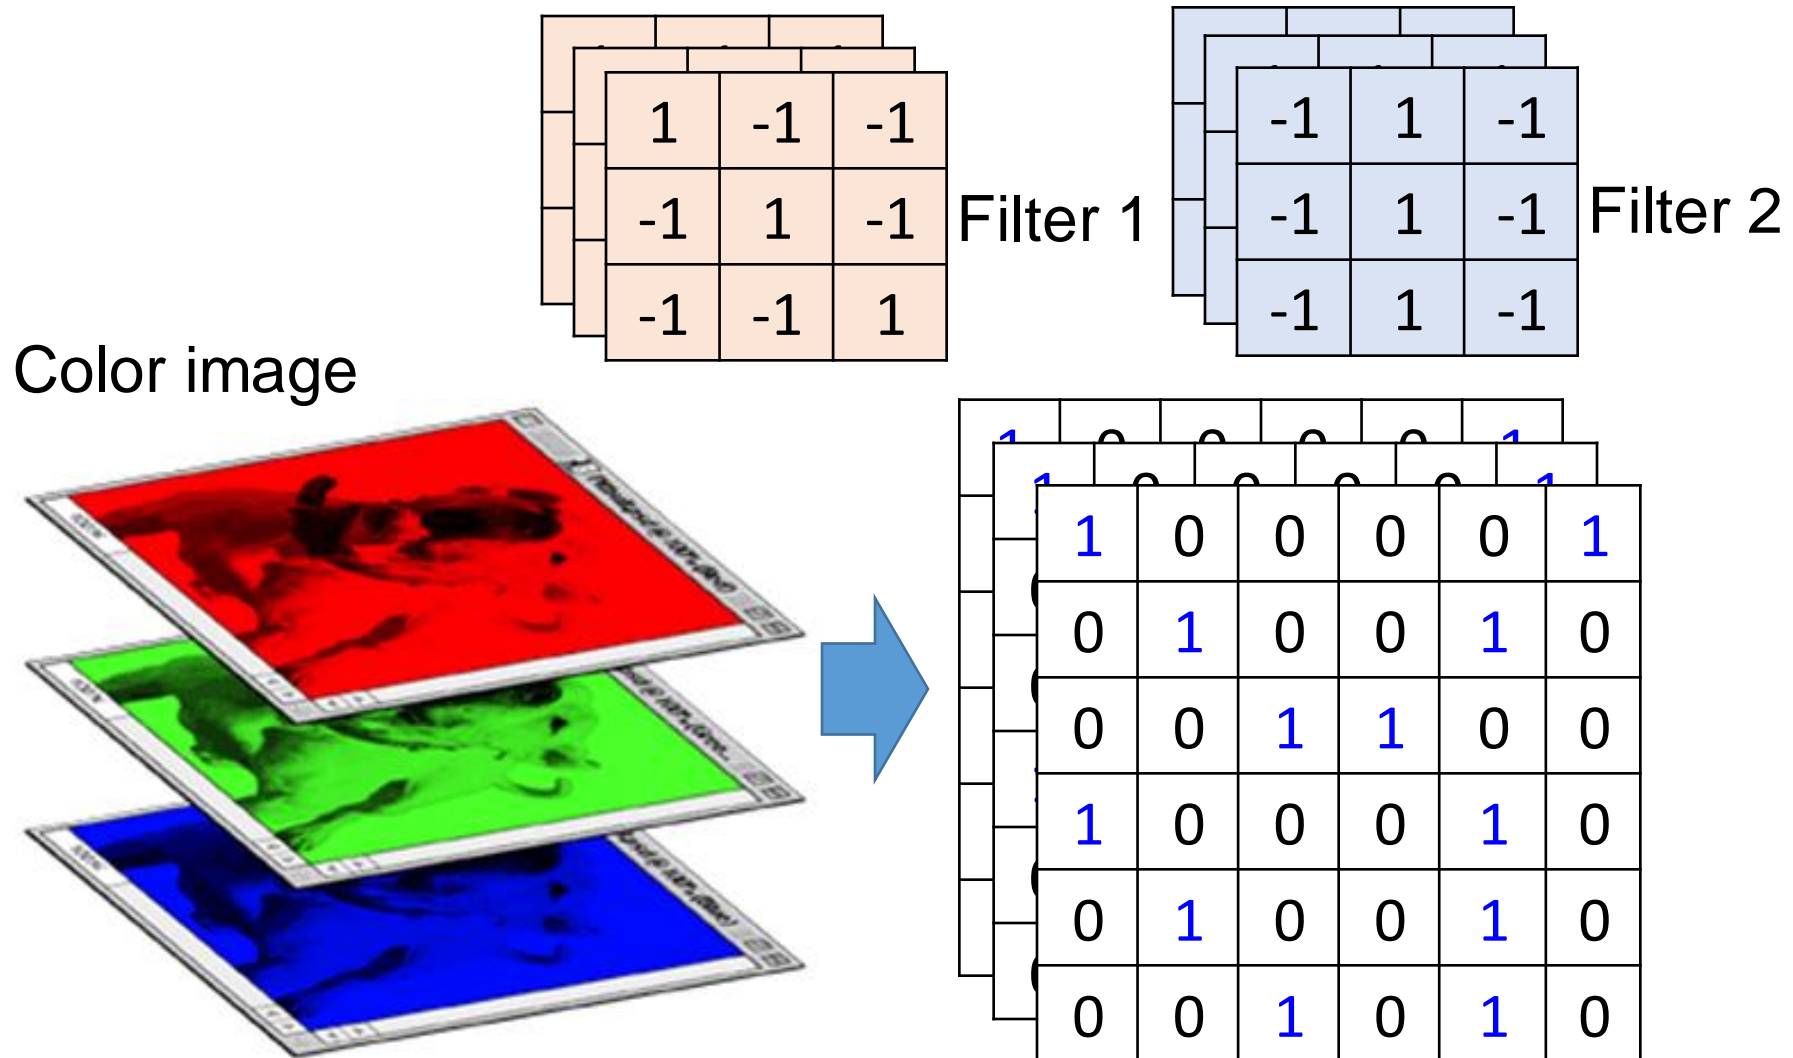 1 -1 -1
-1 1 -1
-1 -1 1
Filter 1
-1 1 -1
-1 1 -1
-1 1 -1
Filter 2
Color image
1 0 0 0 0 1
0 1 0 0 1 0
0 0 1 1 0 0
1 0 0 0 1 0
0 1 0 0 1 0
0 0 1 0 1 0